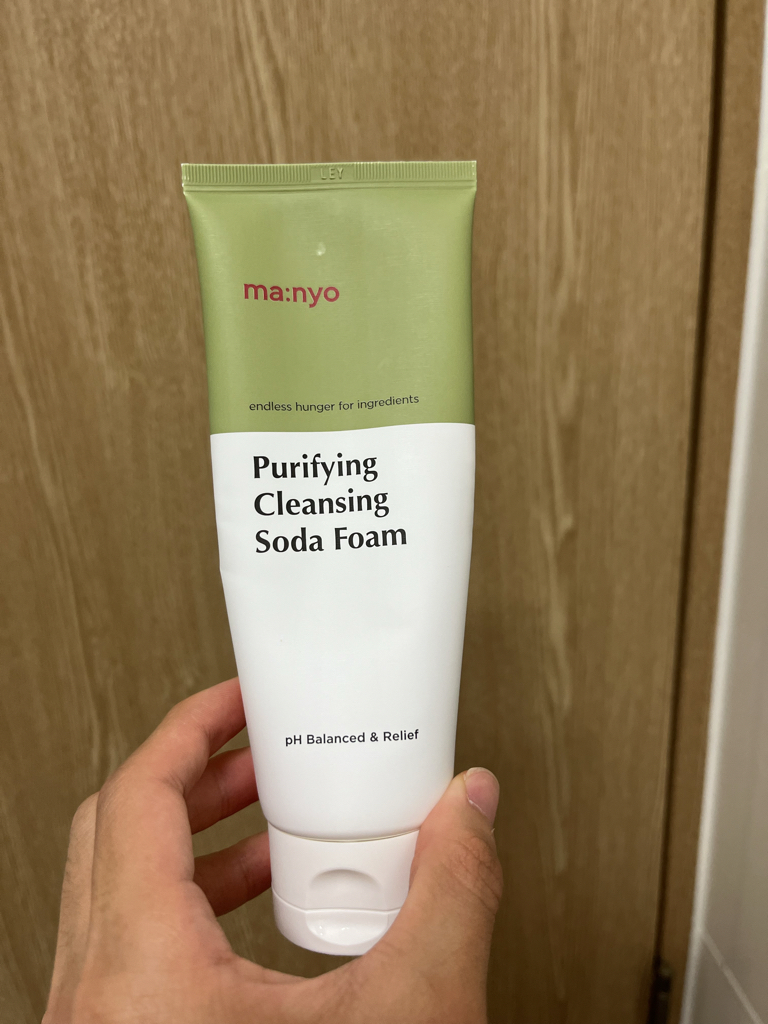 LEY
ma:nyo
endless hunger for ingredients
Purifying
Cleansing
Soda Foam
pH Balanced & Relief